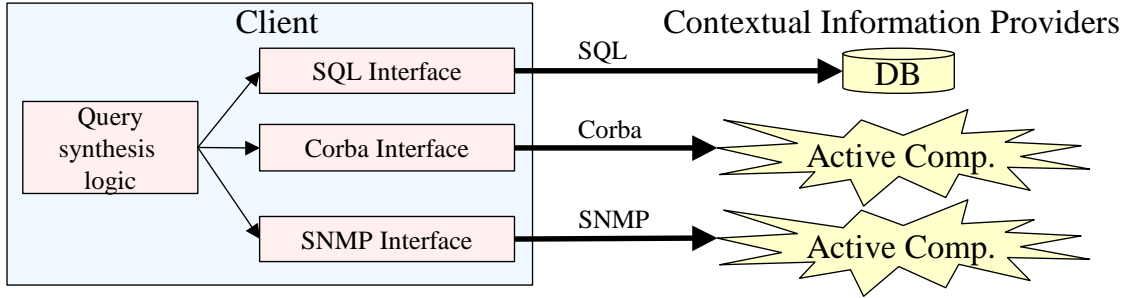 Client
Contextual Information Providers
SQL Interface
SQL
DB
Query
synthesis
logic
Corba Interface
Corba
Active Comp.
SNMP Interface
SNMP
Active Comp.